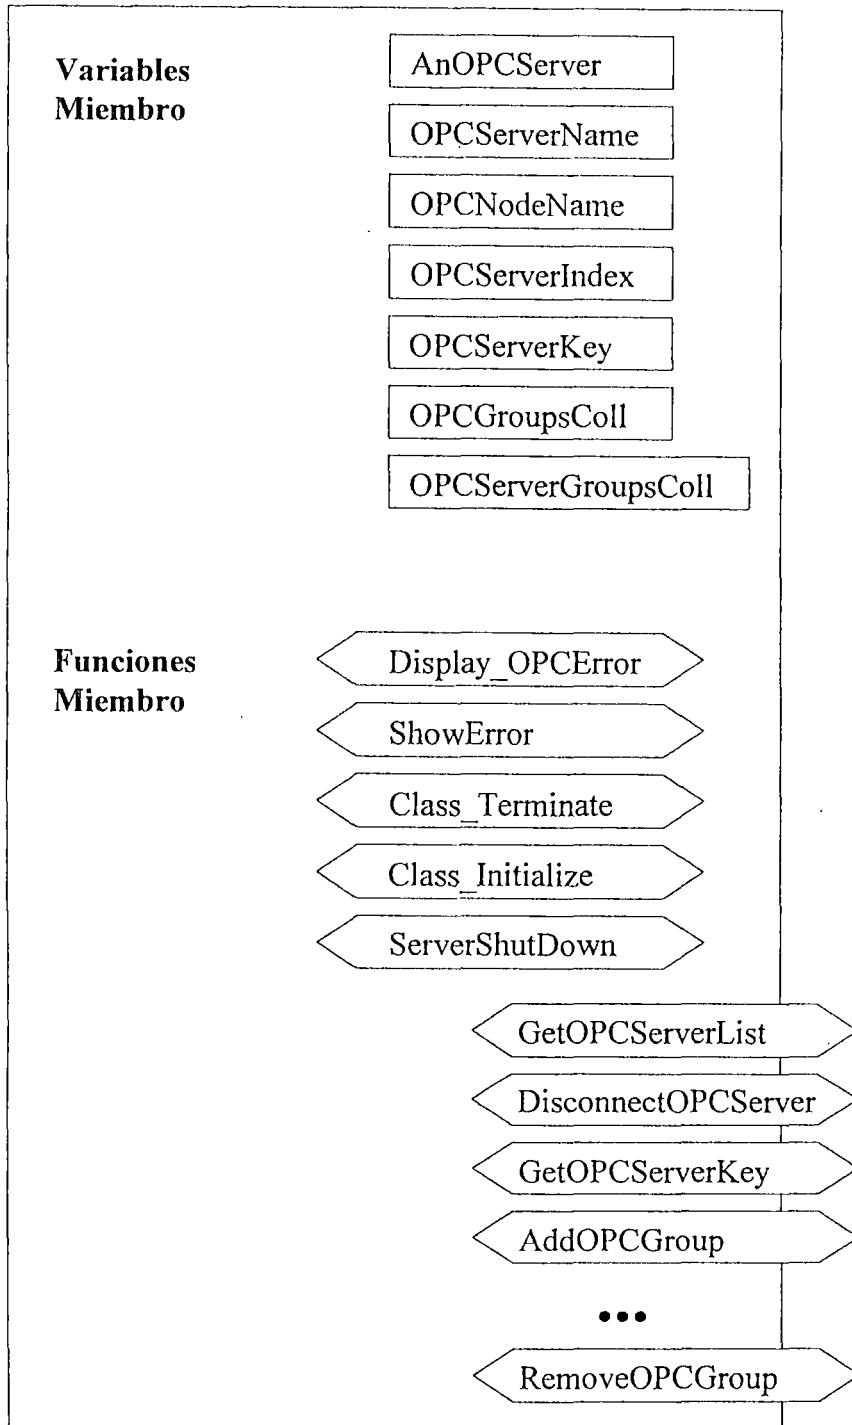 Variables
Miembro
AnOPCServer
OPCServerName
OPCNodeName
OPCServerIndex
OPCServerKey
OPCGroupsColl
OPCServerGroupsColl
Funciones
Miembro
Display_OPCError
ShowError
Class_Terminate
Class_Initialize
ServerShutDown
GetOPCServerList
DisconnectOPCServer
GetOPCServerKey
AddOPCGroup
•••
RemoveOPCGroup